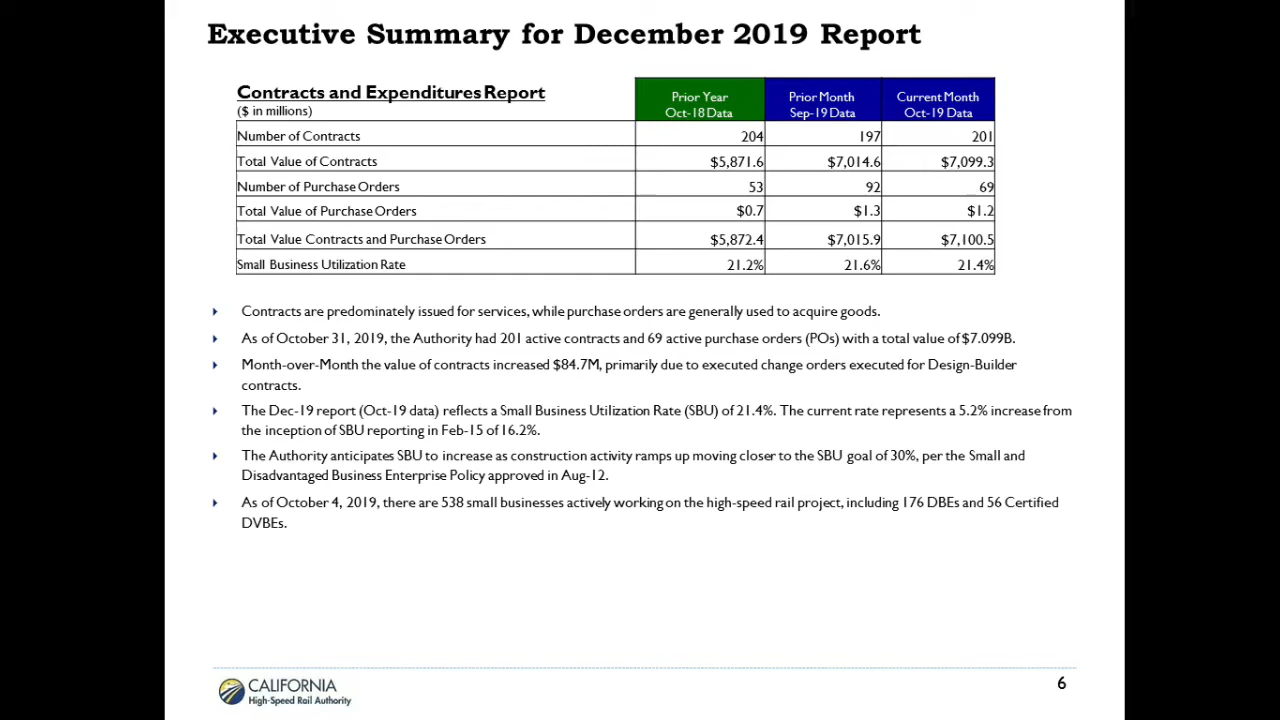 Executive Summary for December 2019 Report
Contracts and Expenditures Report
($ in millions)
Prior Year
Oct-18 Data
Prior Month
Sep-19 Data
Current Month
Oct-19 Data
Number of Contracts 204 197 201
Total Value of Contracts $5,871.6 $7,014.6 $7,099.3
Number of Purchase Orders 53 92 69
Total Value of Purchase Orders $0.7 $1.3 $1.2
Total Value Contracts and Purchase Orders $5,872.4 $7,015.9 $7,100.5
Small Business Utilization Rate 21.2% 21.6% 21.4%
Contracts are predominately issued for services, while purchase orders are generally used to acquire goods.
As of October 31, 2019, the Authority had 201 active contracts and 69 active purchase orders (POs) with a total value of $7.099B.
Month-over-Month the value of contracts increased $84.7M, primarily due to executed change orders executed for Design-Builder
contracts.
The Dec-19 report (Oct-19 data) reflects a Small Business Utilization Rate (SBU) of 21.4%. The current rate represents a 5.2% increase from
the inception of SBU reporting in Feb-15 of 16.2%.
The Authority anticipates SBU to increase as construction activity ramps up moving closer to the SBU goal of 30%, per the Small and
Disadvantaged Business Enterprise Policy approved in Aug-12.
As of October 4, 2019, there are 538 small businesses actively working on the high-speed rail project, including 176 DBEs and 56 Certified
DVBEs.
CALIFORNIA
High-Speed Rail Authority
6